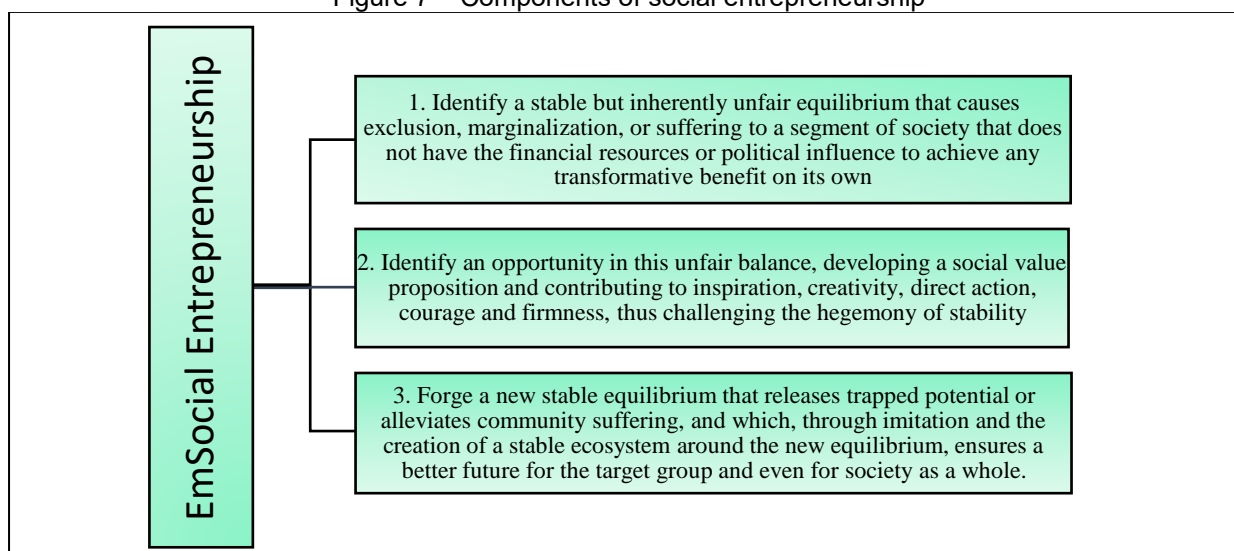 Figure 7 – Components of social entrepreneurship
EmSocial Entrepreneurship
1. Identify a stable but inherently unfair equilibrium that causes
exclusion, marginalization, or suffering to a segment of society that does
not have the financial resources or political influence to achieve any
transformative benefit on its own
2. Identify an opportunity in this unfair balance, developing a social value
proposition and contributing to inspiration, creativity, direct action,
courage and firmness, thus challenging the hegemony of stability
3. Forge a new stable equilibrium that releases trapped potential or
alleviates community suffering, and which, through imitation and the
creation of a stable ecosystem around the new equilibrium, ensures a
better future for the target group and even for society as a whole.